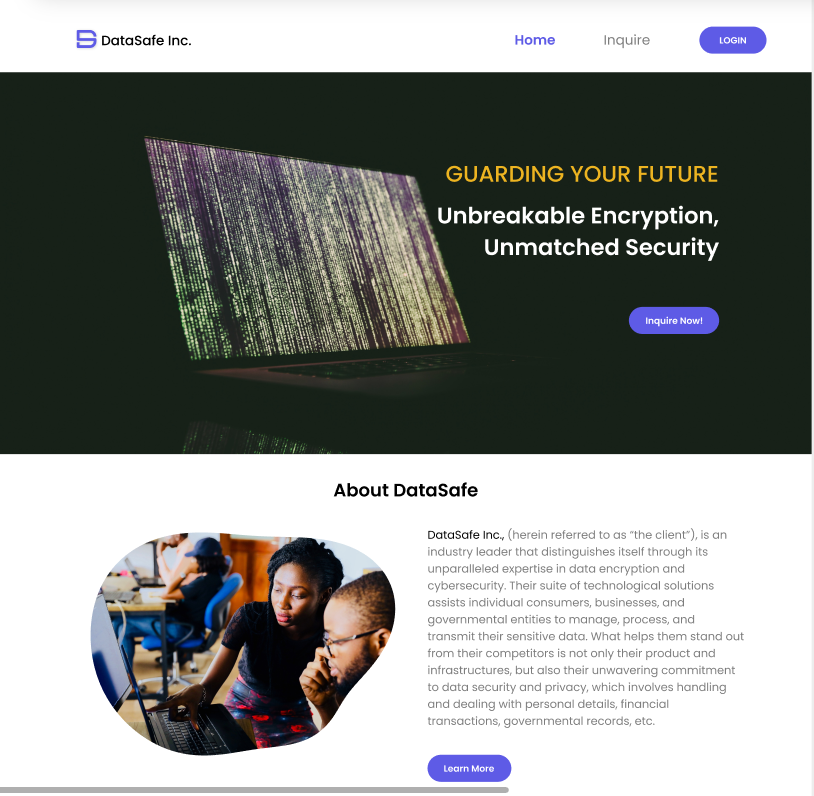 DataSafe Inc.
Home
Inquire
LOGIN
GUARDING YOUR FUTURE
Unbreakable Encryption,
Unmatched Security
Inquire Now!
About DataSafe
DataSafe Inc., (herein referred to as “the client”), is an
industry leader that distinguishes itself through its
unparalleled expertise in data encryption and
cybersecurity. Their suite of technological solutions
assists individual consumers, businesses, and
governmental entities to manage, process, and
transmit their sensitive data. What helps them stand out
from their competitors is not only their product and
infrastructures, but also their unwavering commitment
to data security and privacy, which involves handling
and dealing with personal details, financial
transactions, governmental records, etc.
Learn More